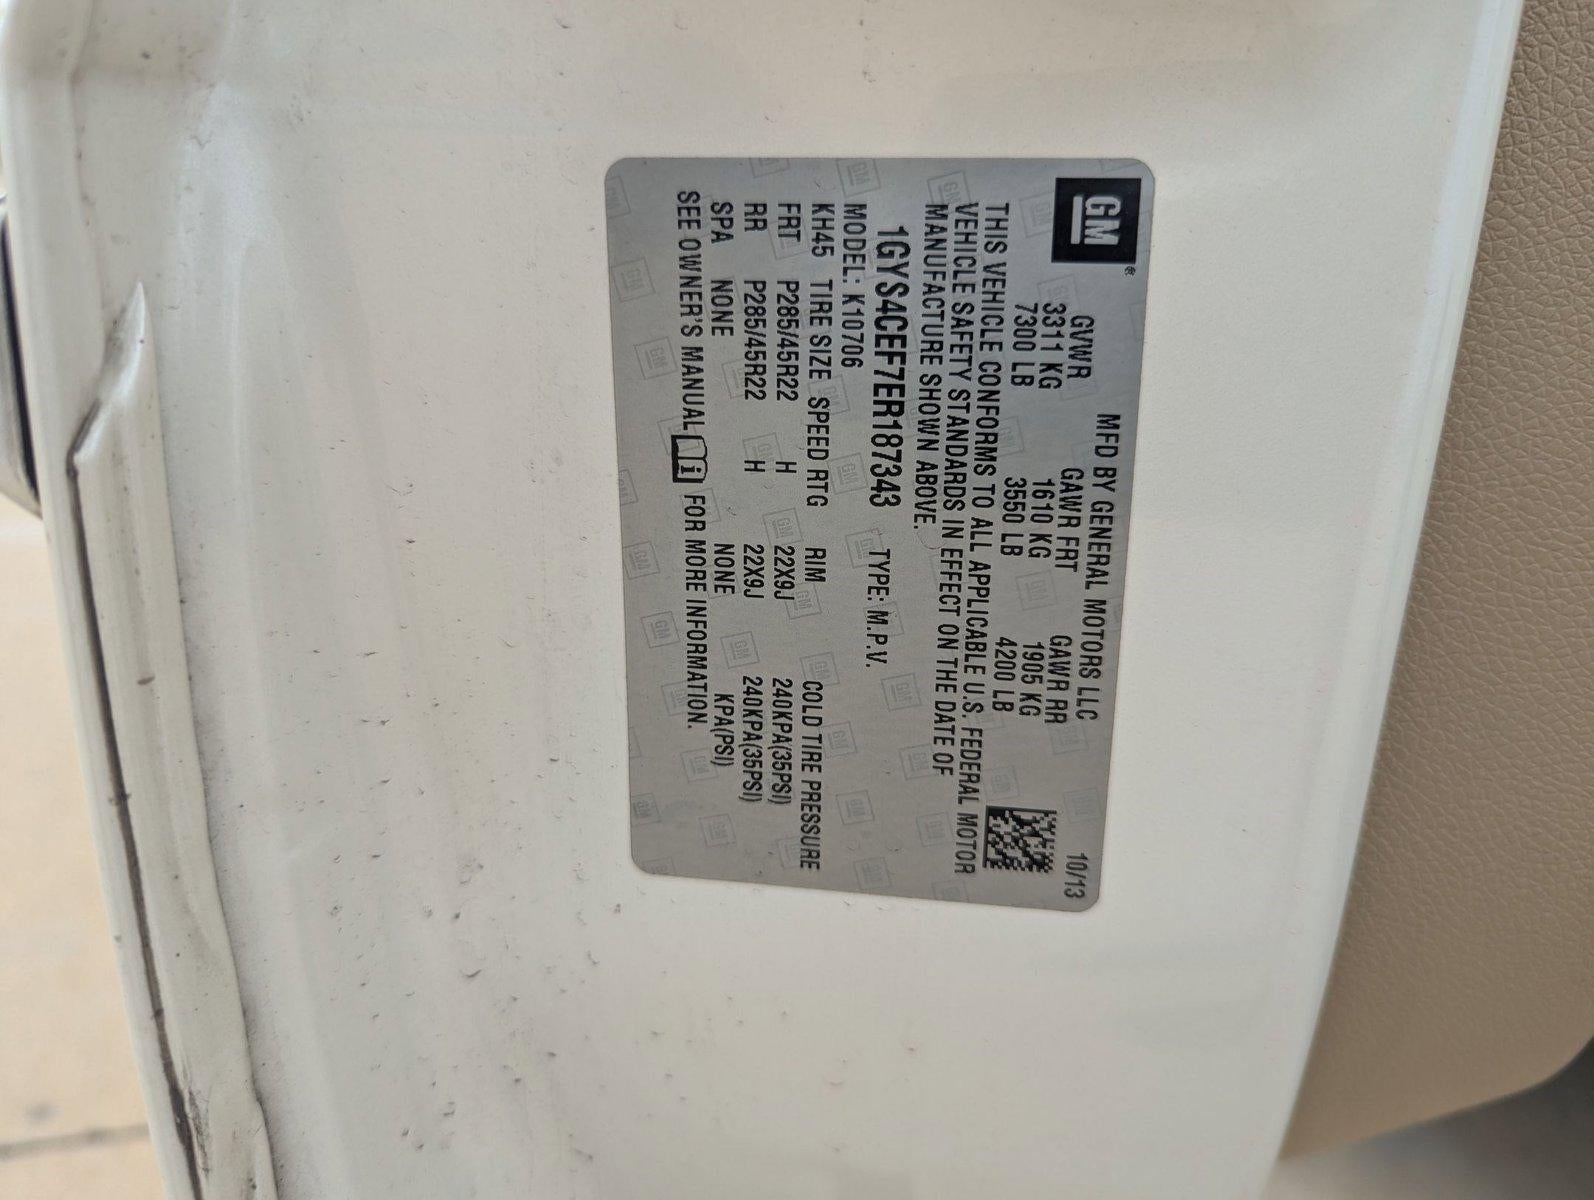 GM®
MFD BY GENERAL MOTORS LLC 10/13
GVWR GAWR FRT GAWR RR
3311 KG 1610 KG 1905 KG
7300 LB 3550 LB 4200 LB
THIS VEHICLE CONFORMS TO ALL APPLICABLE U.S. FEDERAL MOTOR
VEHICLE SAFETY STANDARDS IN EFFECT ON THE DATE OF
MANUFACTURE SHOWN ABOVE.
1GYS4CEF7ER187343 TYPE: M.P.V.
MODEL: K10706
KH45 TIRE SIZE SPEED RTG RIM COLD TIRE PRESSURE
FRT P285/45R22 H 22X9J 240KPA(35PSI)
RR P285/45R22 H 22X9J 240KPA(35PSI)
SPA NONE NONE KPA(PSI)
SEE OWNER'S MANUAL i FOR MORE INFORMATION.